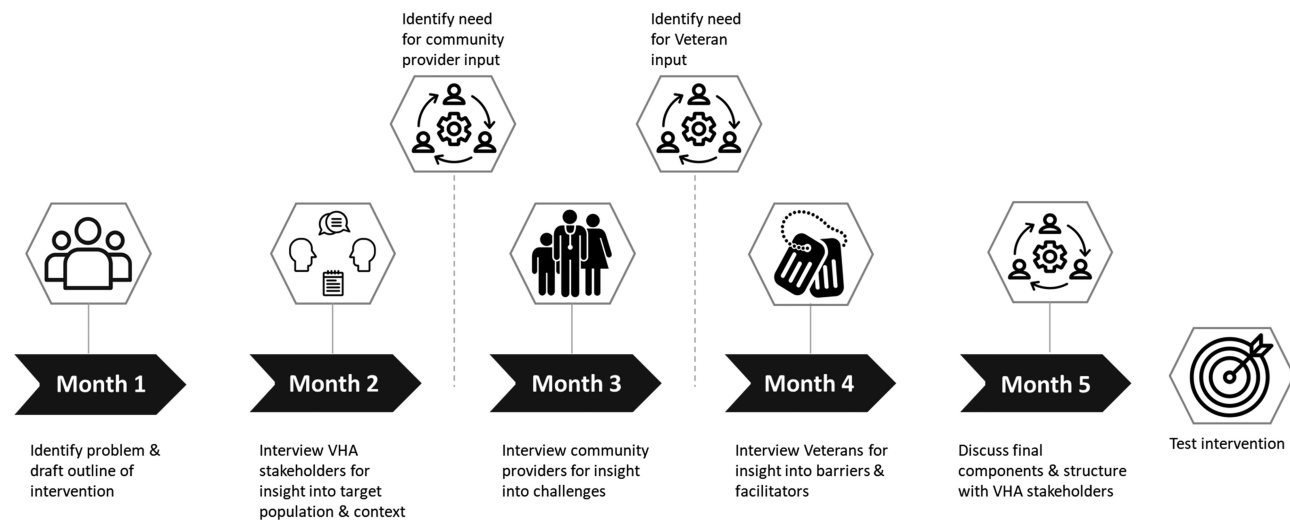 Identify need
for community
provider input
Identify need
for Veteran
input
Month 1
Month 2
Month 3
Month 4
Month 5
Identify problem &
draft outline of
intervention
Interview VHA
stakeholders for
insight into target
population & context
Interview community
providers for insight
into challenges
Interview Veterans for
insight into barriers &
facilitators
Discuss final
components & structure
with VHA stakeholders
Test intervention